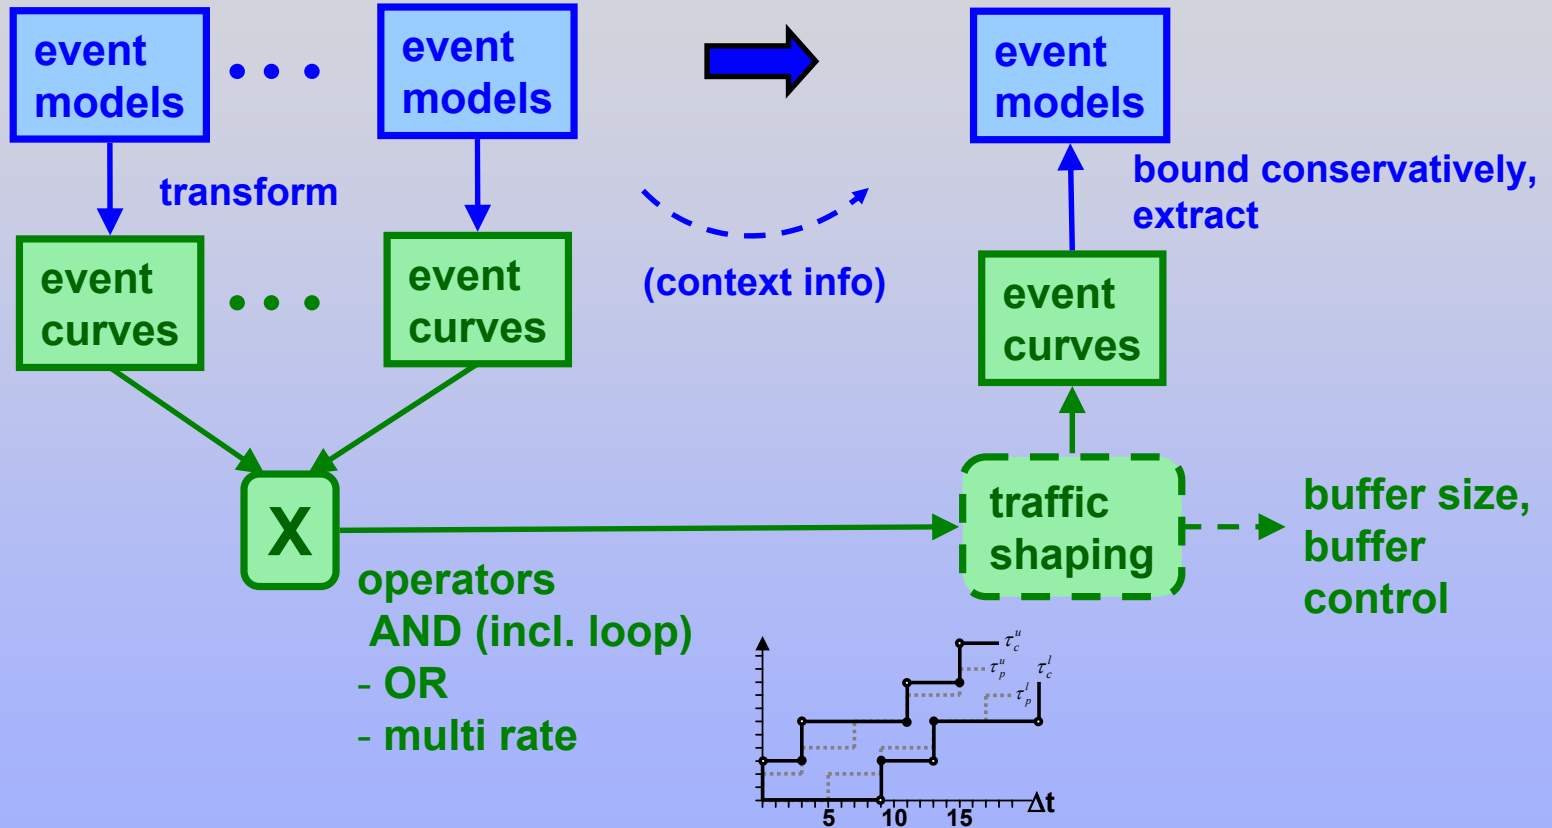 event
models
event
models
event
models
transform
bound conservatively,
extract
event
curves
event
curves
(context info)
event
curves
X
operators
AND (incl. loop)
- OR
- multi rate
traffic
shaping
buffer size,
buffer
control
τ_c^u
τ_p^u
τ_c^l
τ_p^l
5 10 15 Δt